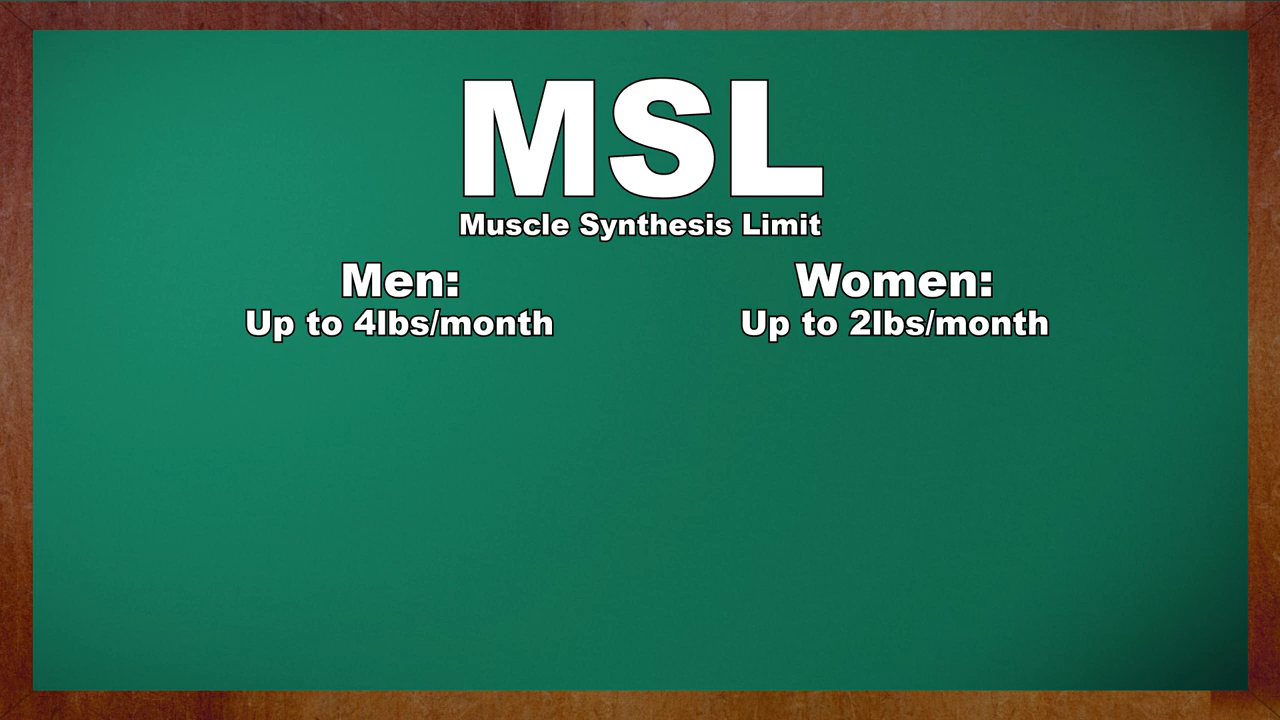 MSL
Muscle Synthesis Limit
Men:
Up to 4lbs/month
Women:
Up to 2lbs/month